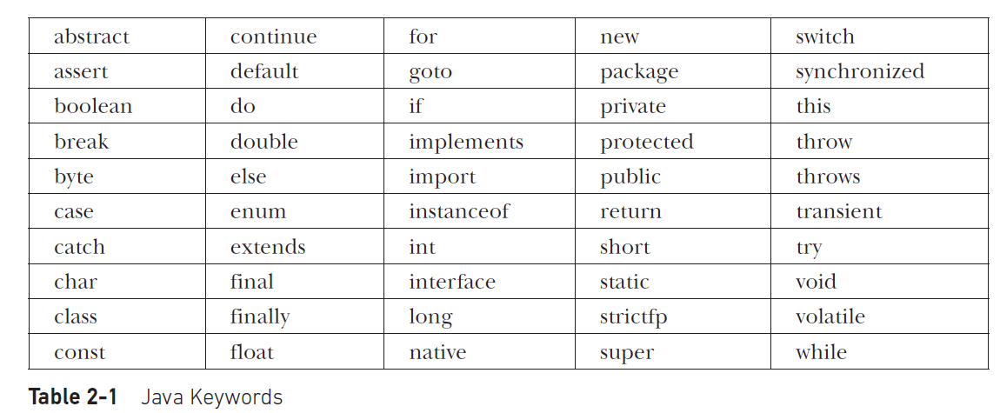 abstract continue for new switch
assert default goto package synchronized
boolean do if private this
break double implements protected throw
byte else import public throws
case enum instanceof return transient
catch extends int short try
char final interface static void
class finally long strictfp volatile
const float native super while
Table 2-1 Java Keywords